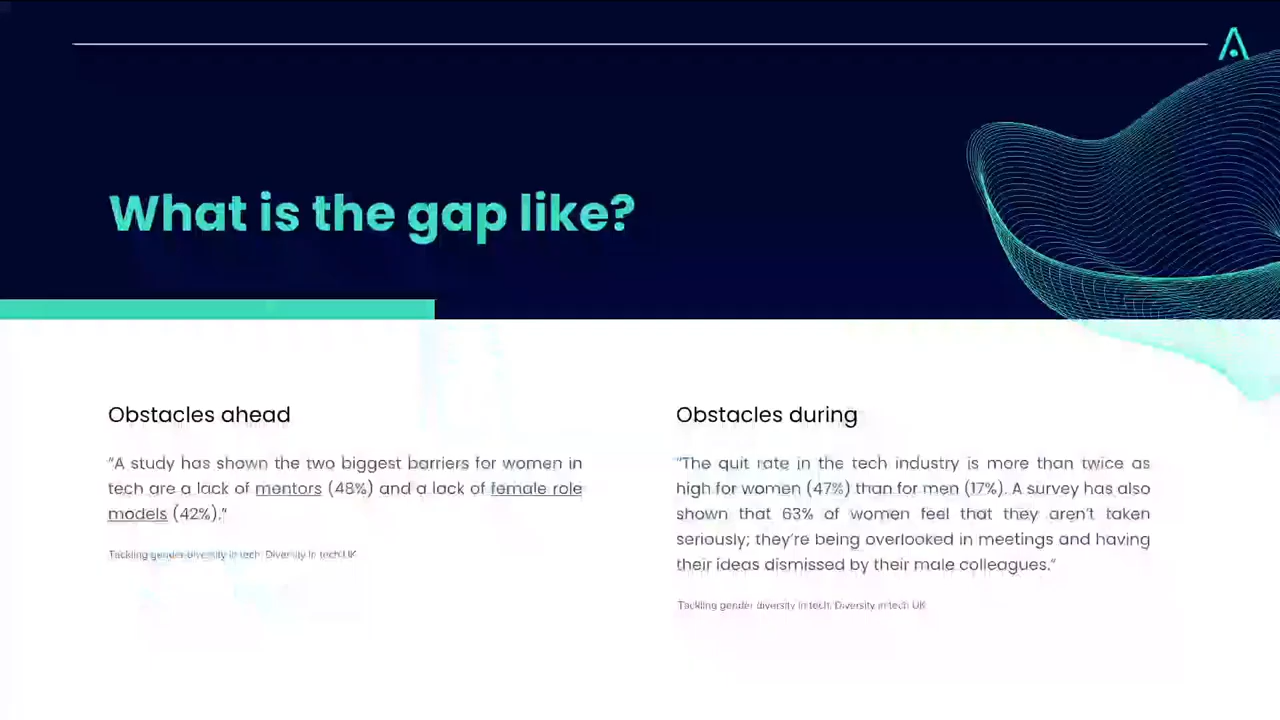 What is the gap like?
Obstacles ahead
“A study has shown the two biggest barriers for women in
tech are a lack of mentors (48%) and a lack of female role
models (42%).”
Tackling gender diversity in tech. Diversity in tech UK
Obstacles during
“The quit rate in the tech industry is more than twice as
high for women (47%) than for men (17%). A survey has also
shown that 63% of women feel that they aren’t taken
seriously; they’re being overlooked in meetings and having
their ideas dismissed by their male colleagues.”
Tackling gender diversity in tech. Diversity in tech UK